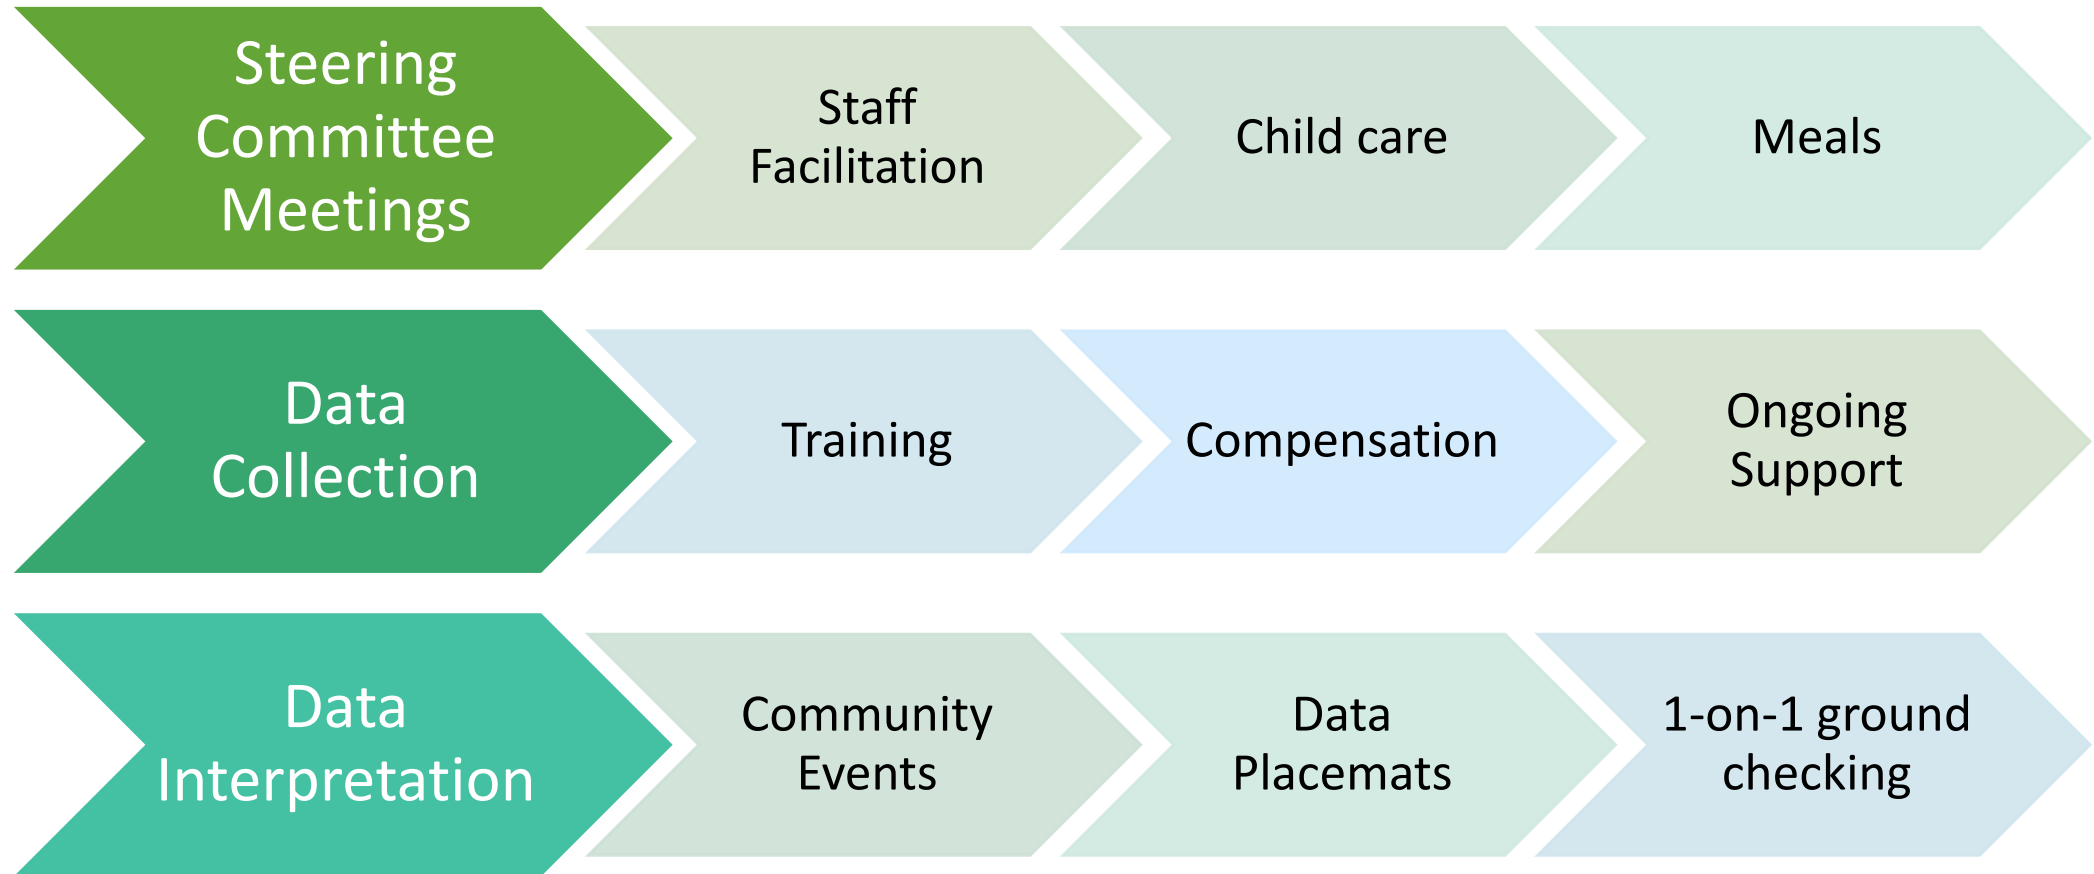 Steering
Committee
Meetings
Staff
Facilitation
Child care
Meals
Data
Collection
Training
Compensation
Ongoing
Support
Data
Interpretation
Community
Events
Data
Placemats
1-on-1 ground
checking